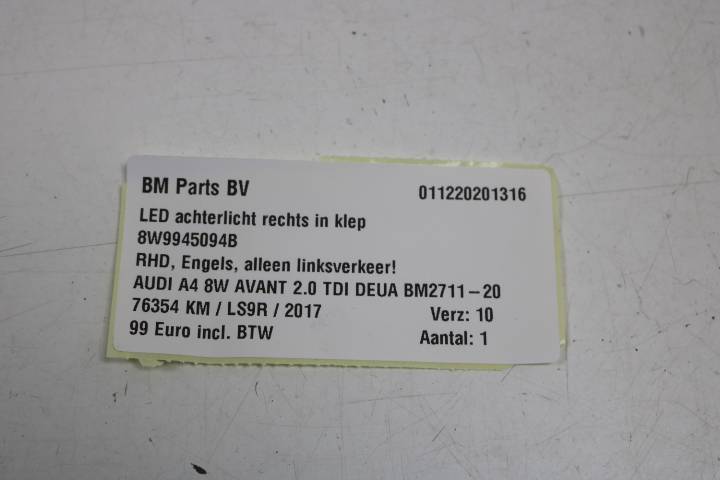 BM Parts BV 011220201316
LED achterlicht rechts in klep
8W9945094B
RHD, Engels, alleen linksverkeer!
AUDI A4 8W AVANT 2.0 TDI DEUA BM2711-20
76354 KM / LS9R / 2017 Verz: 10
99 Euro incl. BTW Aantal: 1